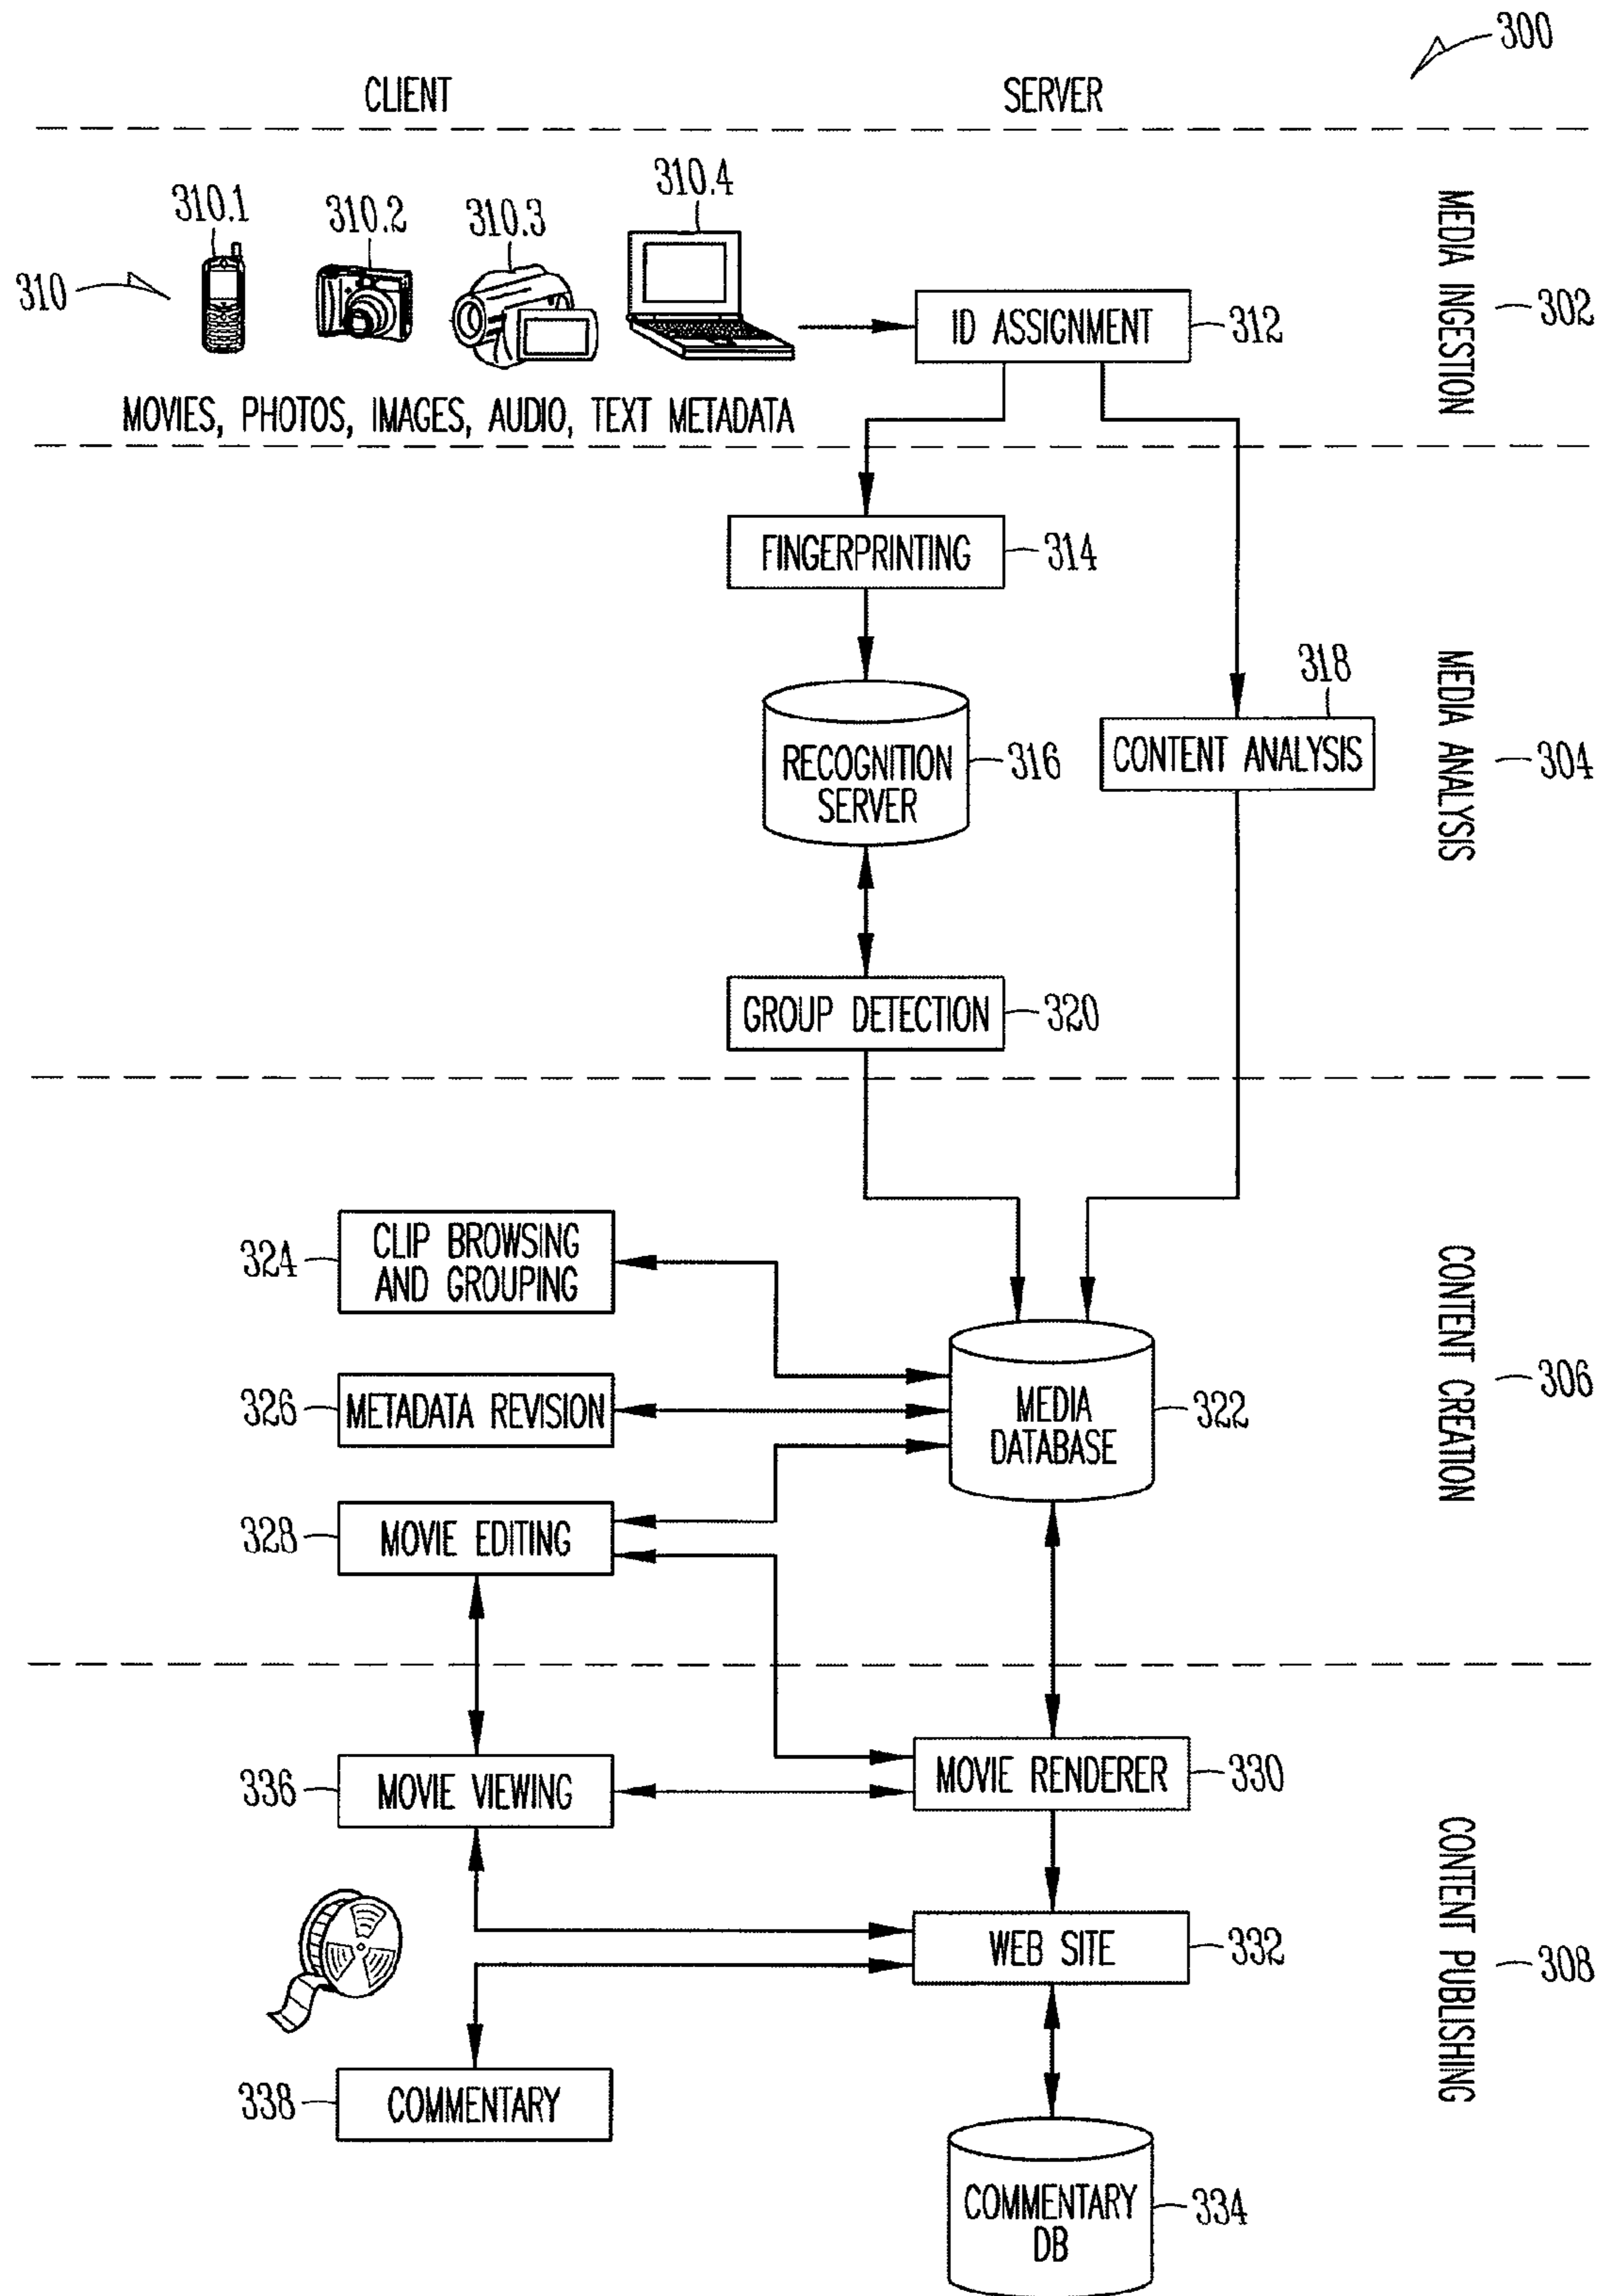 300
CLIENT
SERVER
310.1
310.2
310.3
310.4
310
ID ASSIGNMENT
312
MEDIA INGESTION
302
MOVIES, PHOTOS, IMAGES, AUDIO, TEXT METADATA
FINGERPRINTING
314
RECOGNITION
SERVER
316
318
CONTENT ANALYSIS
MEDIA ANALYSIS
304
GROUP DETECTION
320
324
CLIP BROWSING
AND GROUPING
326
METADATA REVISION
328
MOVIE EDITING
MEDIA
DATABASE
322
CONTENT CREATION
306
336
MOVIE VIEWING
MOVIE RENDERER
330
WEB SITE
332
CONTENT PUBLISHING
308
338
COMMENTARY
COMMENTARY
DB
334